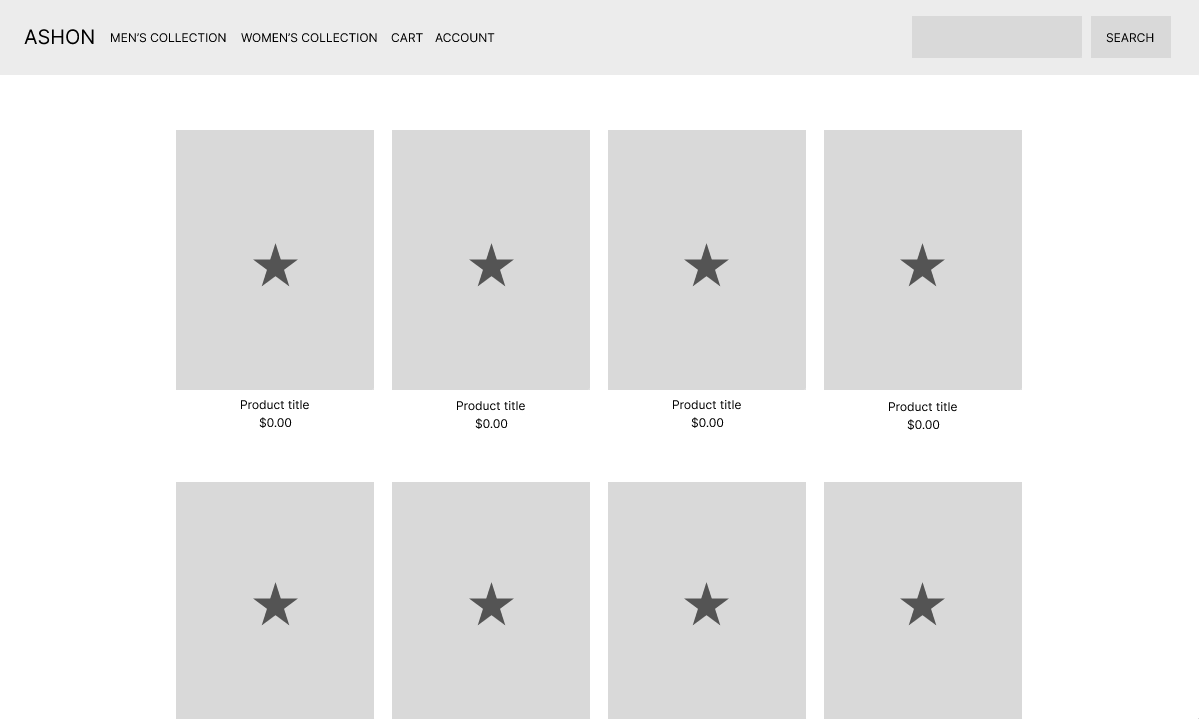 ASHON MEN'S COLLECTION WOMEN'S COLLECTION CART ACCOUNT SEARCH
Product title Product title Product title Product title
$0.00 $0.00 $0.00 $0.00